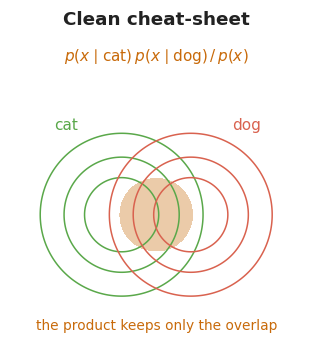 Clean cheat-sheet
p(x | cat) p(x | dog) / p(x)
cat
dog
the product keeps only the overlap